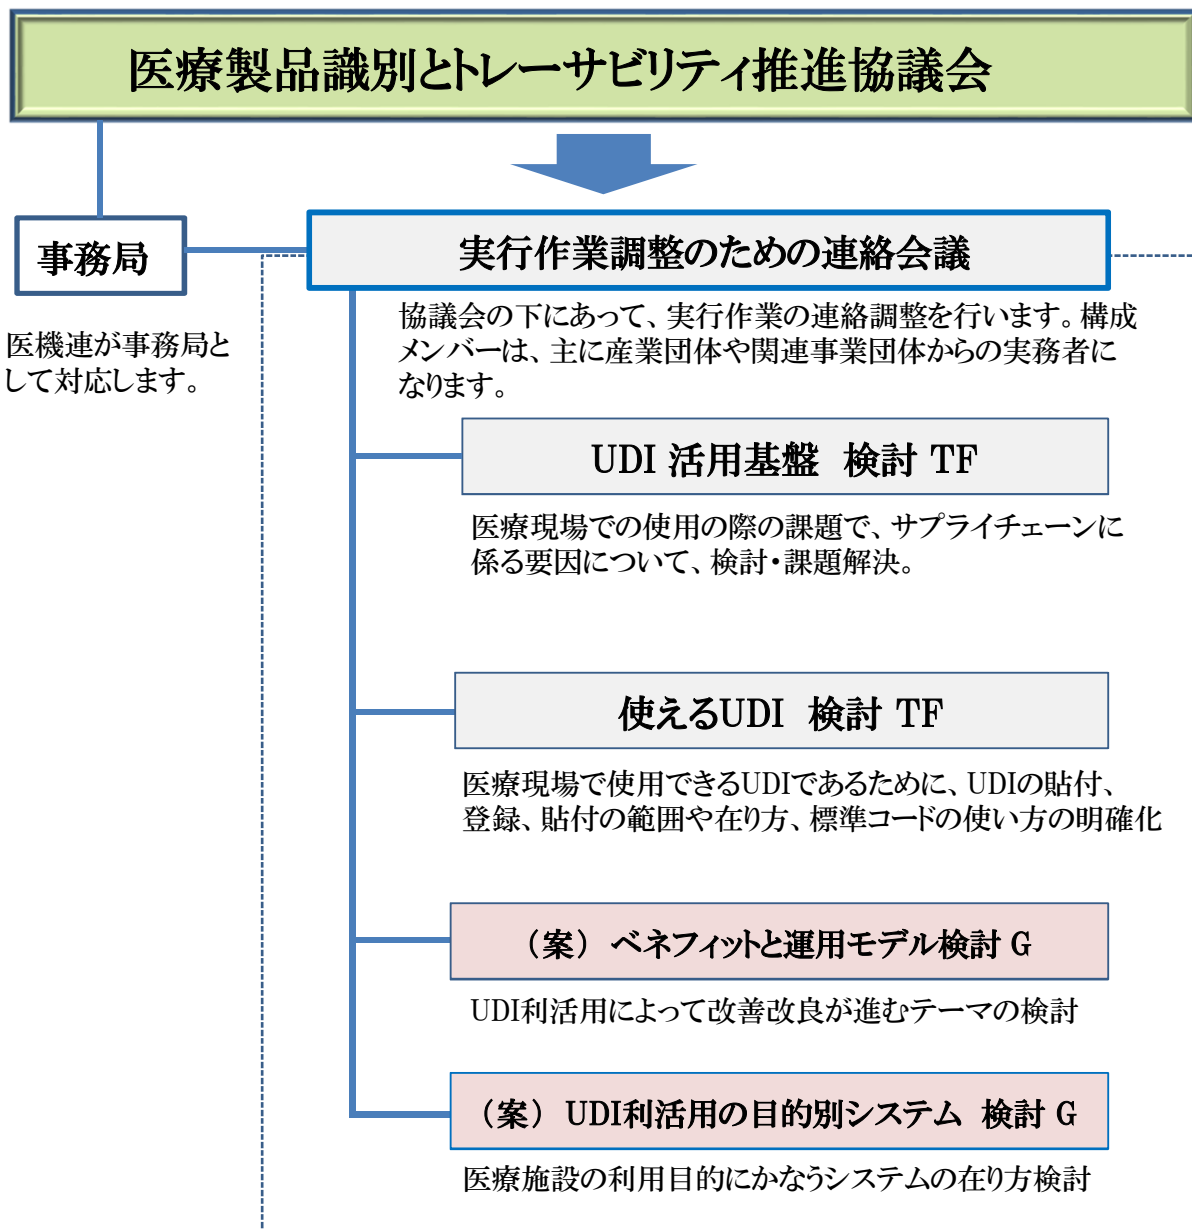 医療製品識別とトレーサビリティ推進協議会
事務局
医機連が事務局と
して対応します。
実行作業調整のための連絡会議
協議会の下にあって、実行作業の連絡調整を行います。構成
メンバーは、主に産業団体や関連事業団体からの実務者に
なります。
UDI 活用基盤 検討 TF
医療現場での使用の際の課題で、サプライチェーンに
係る要因について、検討・課題解決。
使えるUDI 検討 TF
医療現場で使用できるUDIであるために、UDIの貼付、
登録、貼付の範囲や在り方、標準コードの使い方の明確化
（案） ベネフィットと運用モデル検討 G
UDI利活用によって改善改良が進むテーマの検討
（案） UDI利活用の目的別システム 検討 G
医療施設の利用目的にかなうシステムの在り方検討